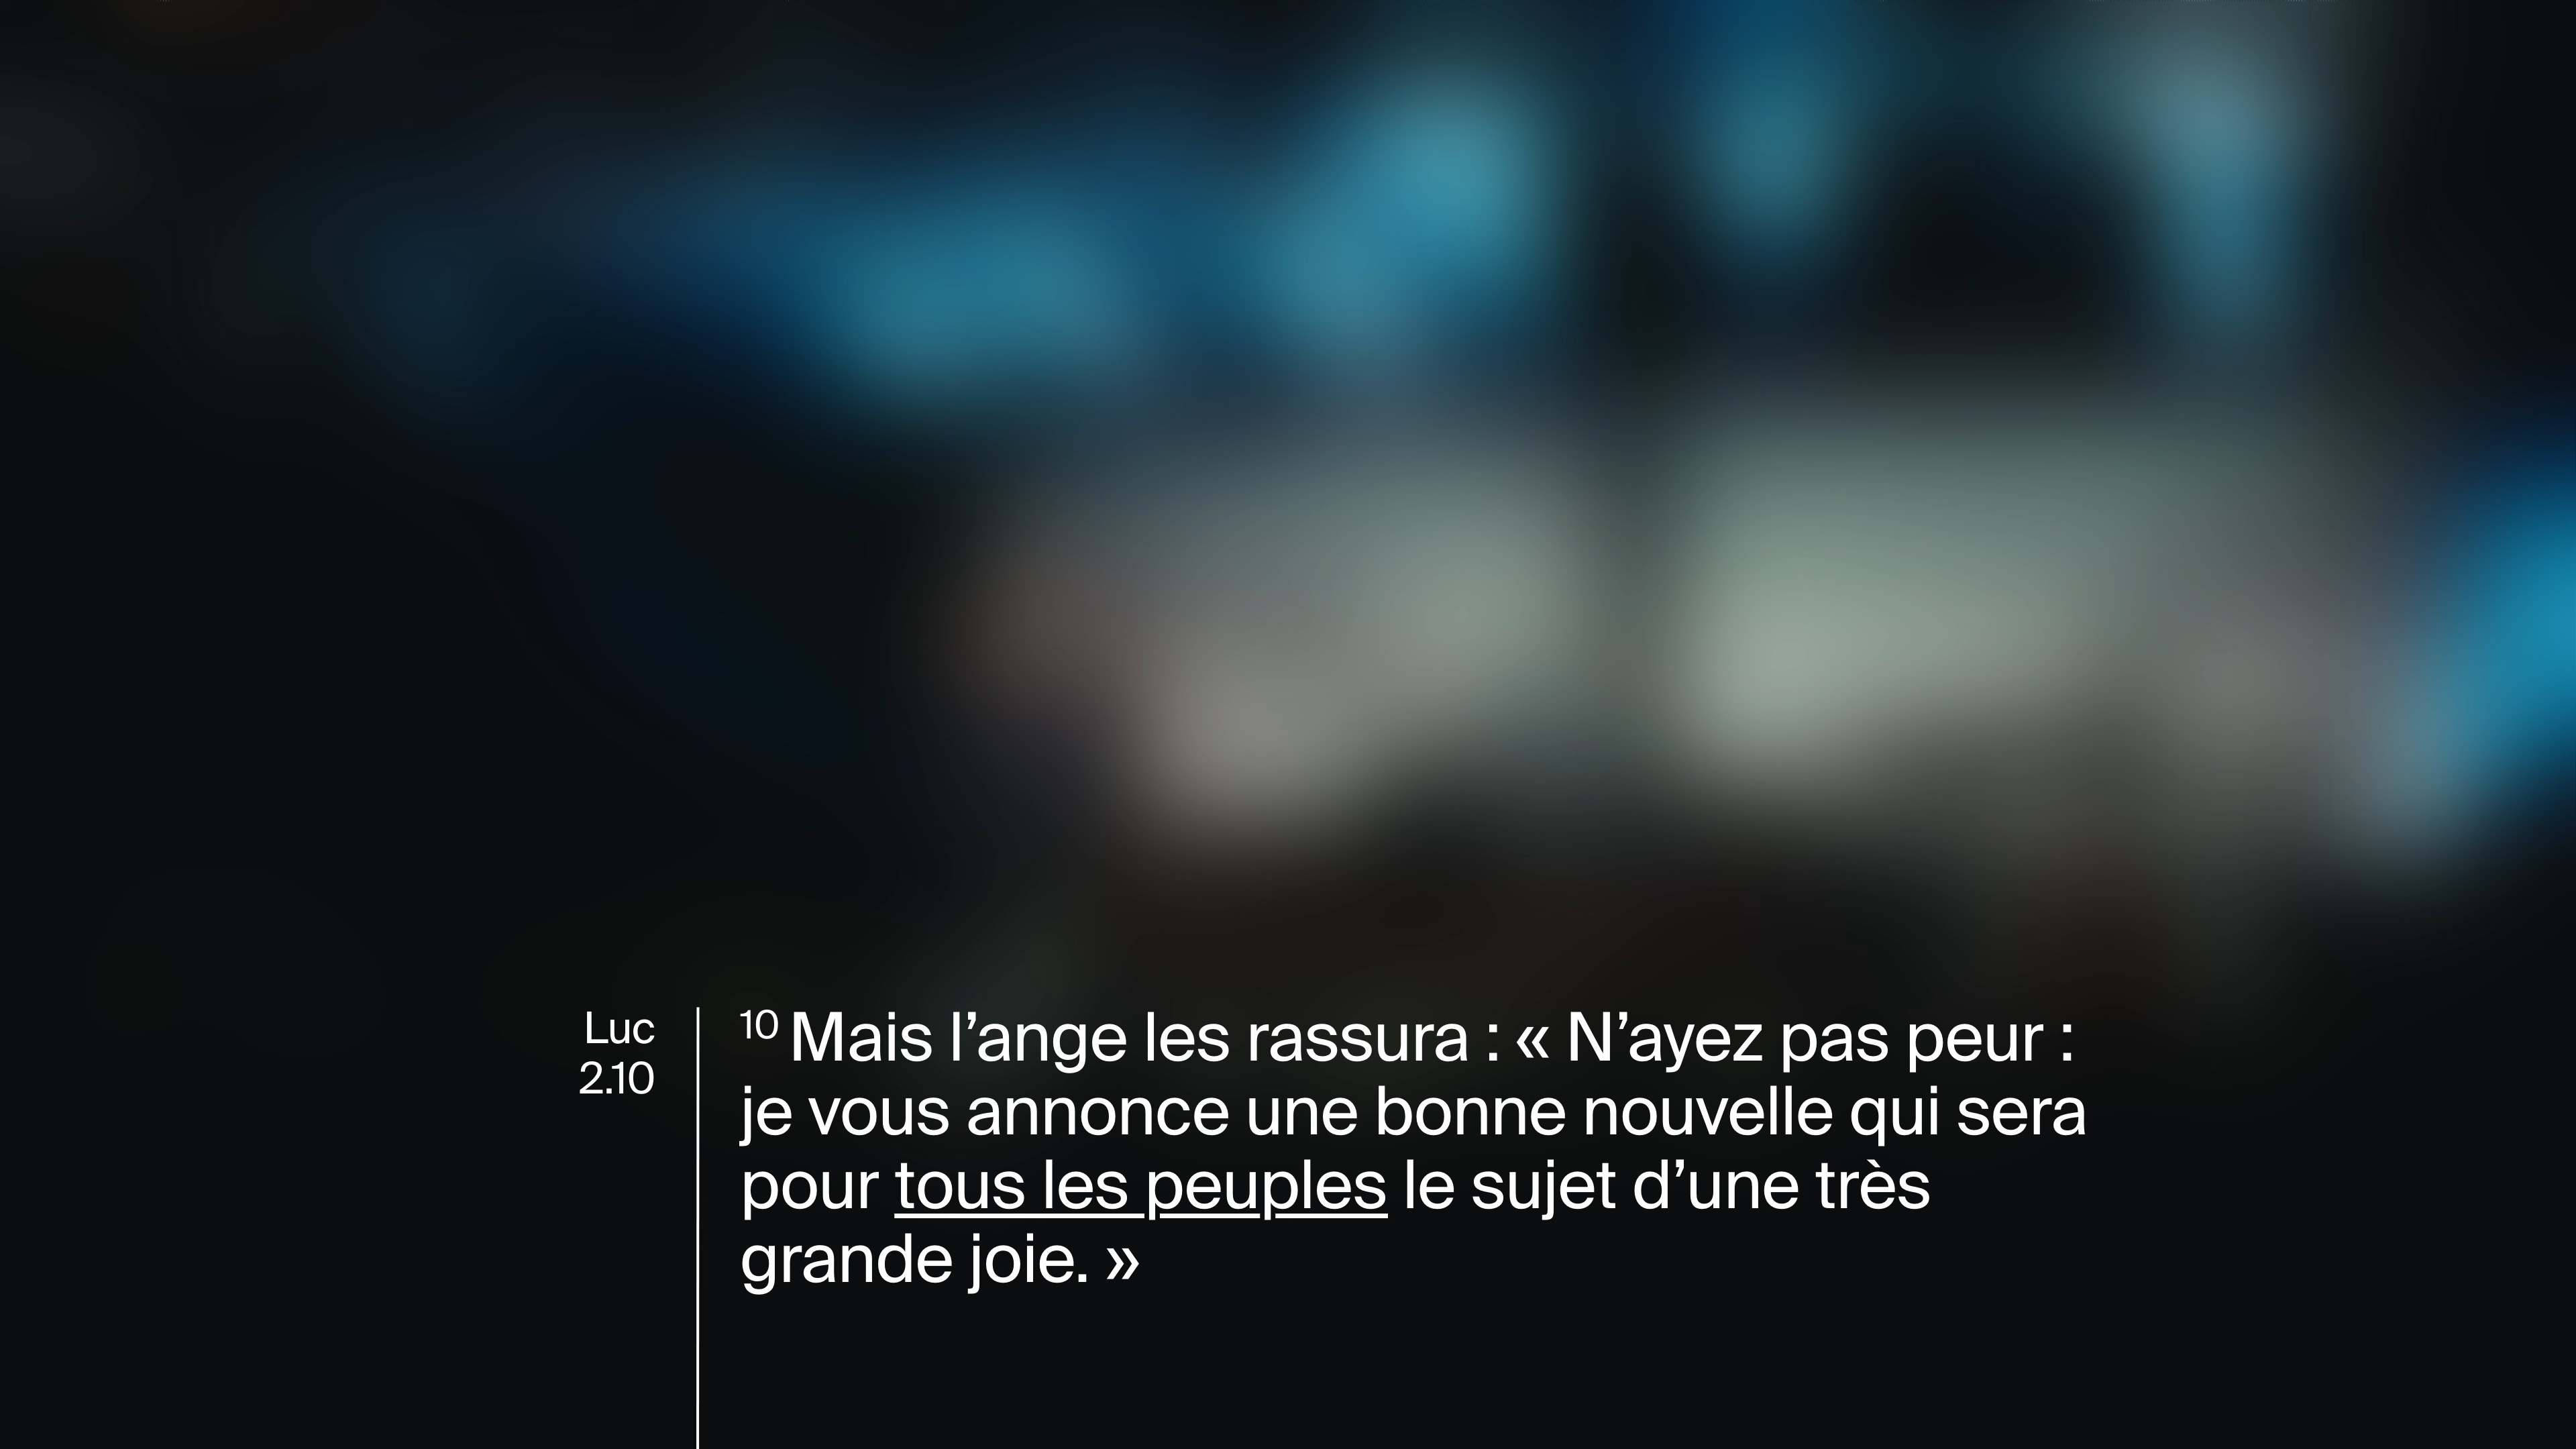 Luc
2.10
10 Mais l’ange les rassura : « N’ayez pas peur :
je vous annonce une bonne nouvelle qui sera
pour tous les peuples le sujet d’une très
grande joie. »